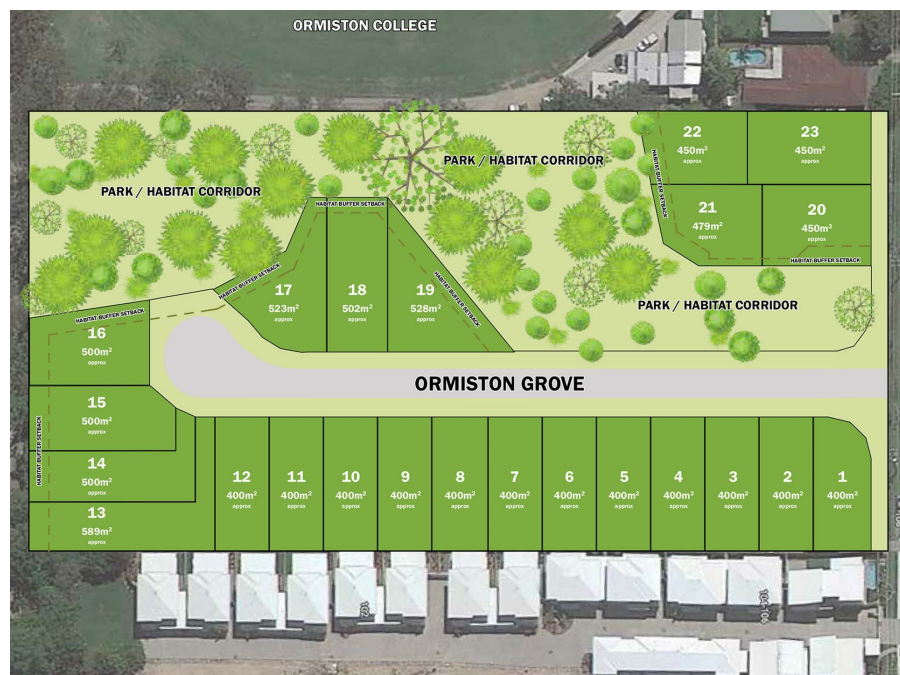 ORMISTON COLLEGE
22
450m²
approx
23
450m²
approx
PARK / HABITAT CORRIDOR
PARK / HABITAT CORRIDOR
HABITAT BUFFER SETBACK
21
479m²
approx
20
450m²
approx
HABITAT BUFFER SETBACK
HABITAT BUFFER SETBACK
HABITAT BUFFER SETBACK
HABITAT BUFFER SETBACK
17
523m²
approx
18
502m²
approx
19
528m²
approx
PARK / HABITAT CORRIDOR
HABITAT BUFFER SETBACK
16
500m²
approx
ORMISTON GROVE
15
500m²
approx
HABITAT BUFFER SETBACK
14
500m²
approx
13
589m²
approx
12
400m²
approx
11
400m²
approx
10
400m²
approx
9
400m²
approx
8
400m²
approx
7
400m²
approx
6
400m²
approx
5
400m²
approx
4
400m²
approx
3
400m²
approx
2
400m²
approx
1
400m²
approx
102
104-106